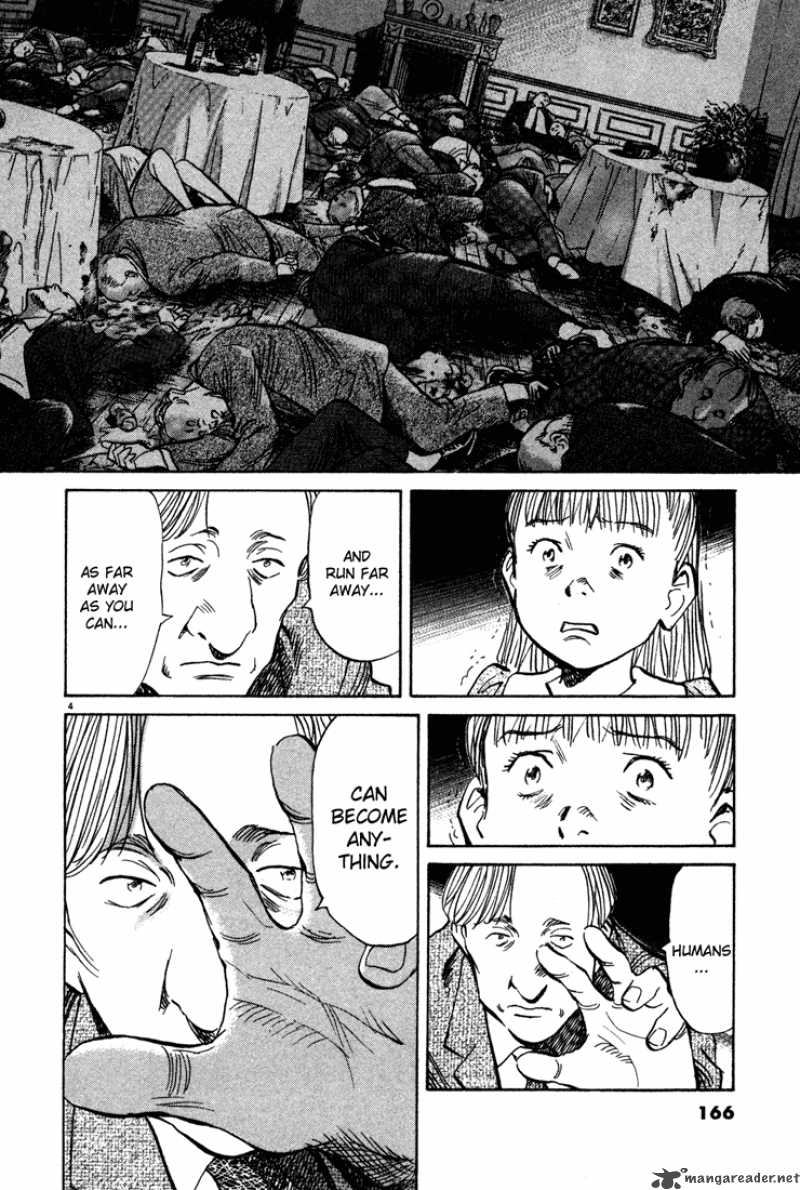 AND
RUN FAR
AWAY...
AS FAR
AWAY
AS YOU
CAN...
4
HUMANS
...
CAN
BECOME
ANY-
THING.
166
mangareader.net